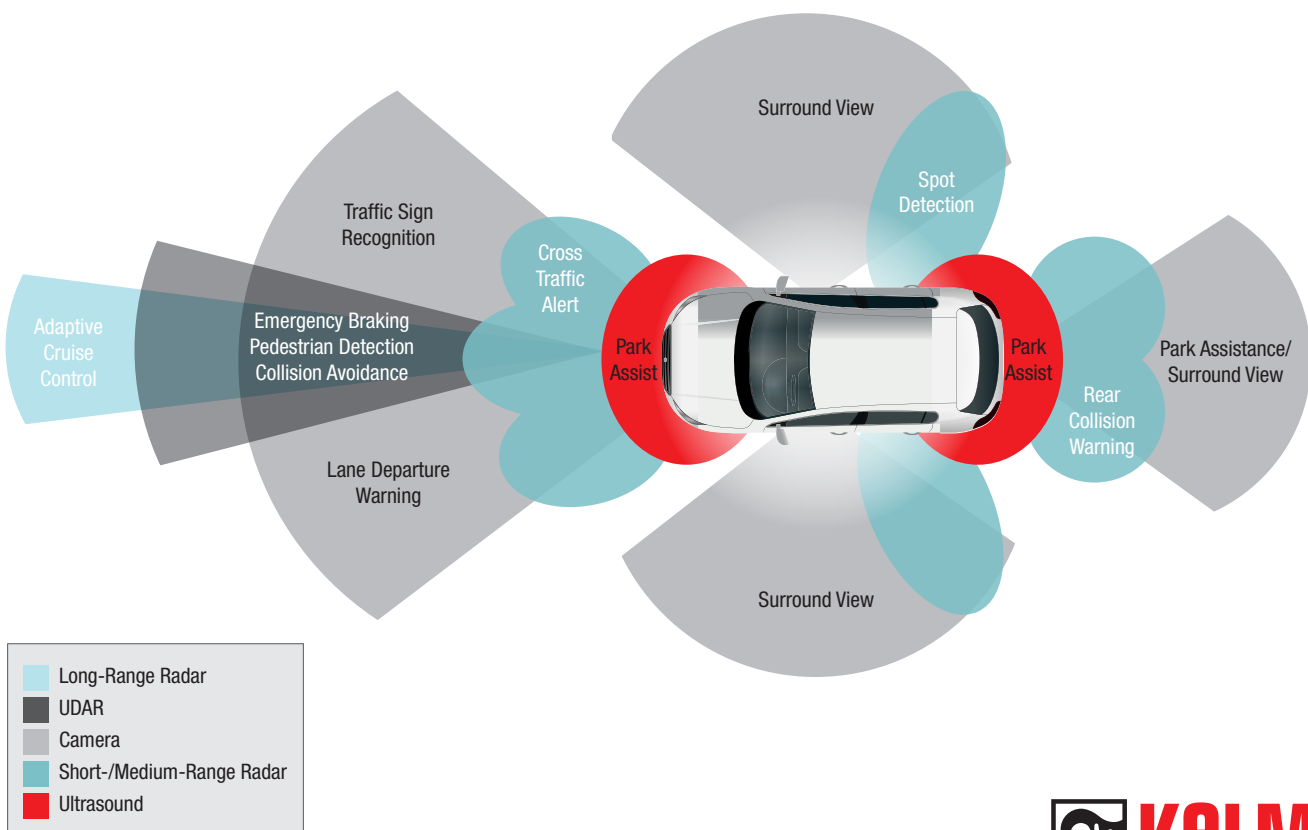 Surround View
Spot
Detection
Traffic Sign
Recognition
Cross
Traffic
Alert
Adaptive
Cruise
Control
Emergency Braking
Pedestrian Detection
Collision Avoidance
Park
Assist
Park
Assist
Park Assistance/
Surround View
Rear
Collision
Warning
Lane Departure
Warning
Surround View
Long-Range Radar
UDAR
Camera
Short-/Medium-Range Radar
Ultrasound